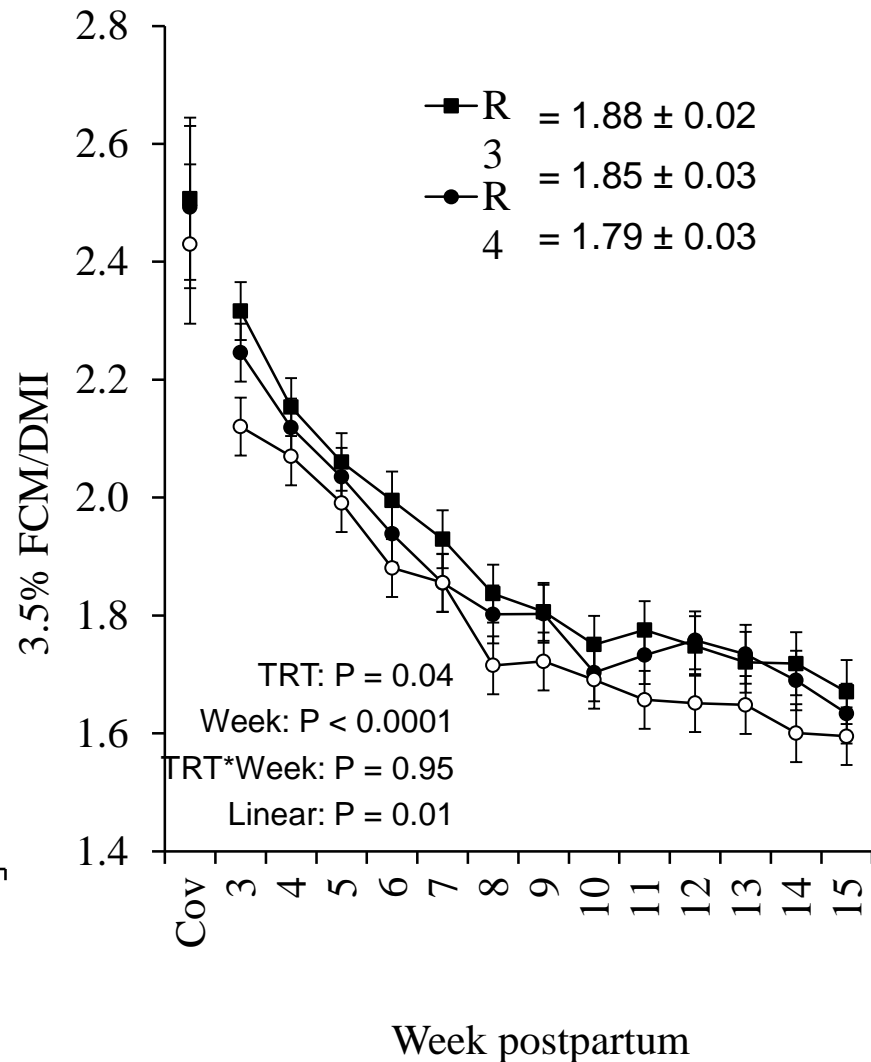 2.8
2.6
2.4
2.2
2.0
1.8
1.6
1.4
3.5% FCM/DMI
R
3
R
4
= 1.88 ± 0.02
= 1.85 ± 0.03
= 1.79 ± 0.03
TRT: P = 0.04
Week: P < 0.0001
TRT*Week: P = 0.95
Linear: P = 0.01
Cov 3 4 5 6 7 8 9 10 11 12 13 14 15
Week postpartum